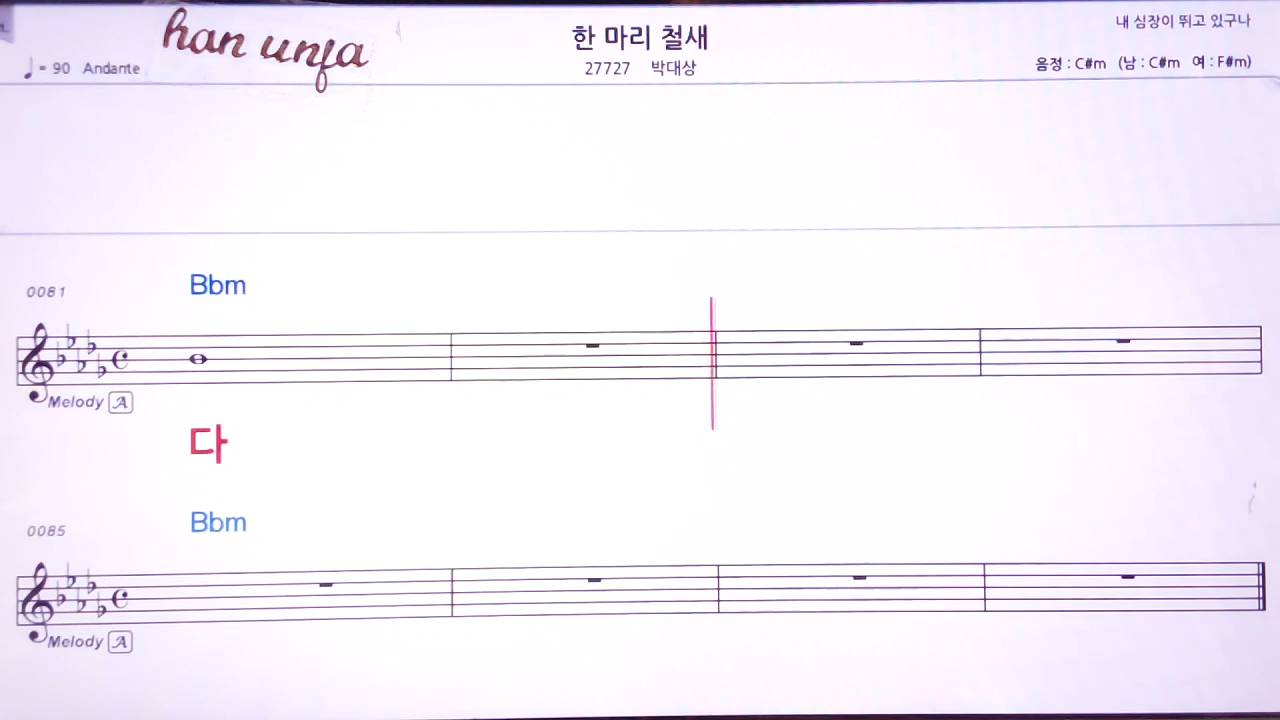 han unfa
한 마리 철새
내 심장이 뛰고 있구나
♩= 90 Andante
27727 박대상
음정 : C#m (남 : C#m 여 : F#m)
Bbm
0081
Melody A
다
Bbm
0085
Melody A